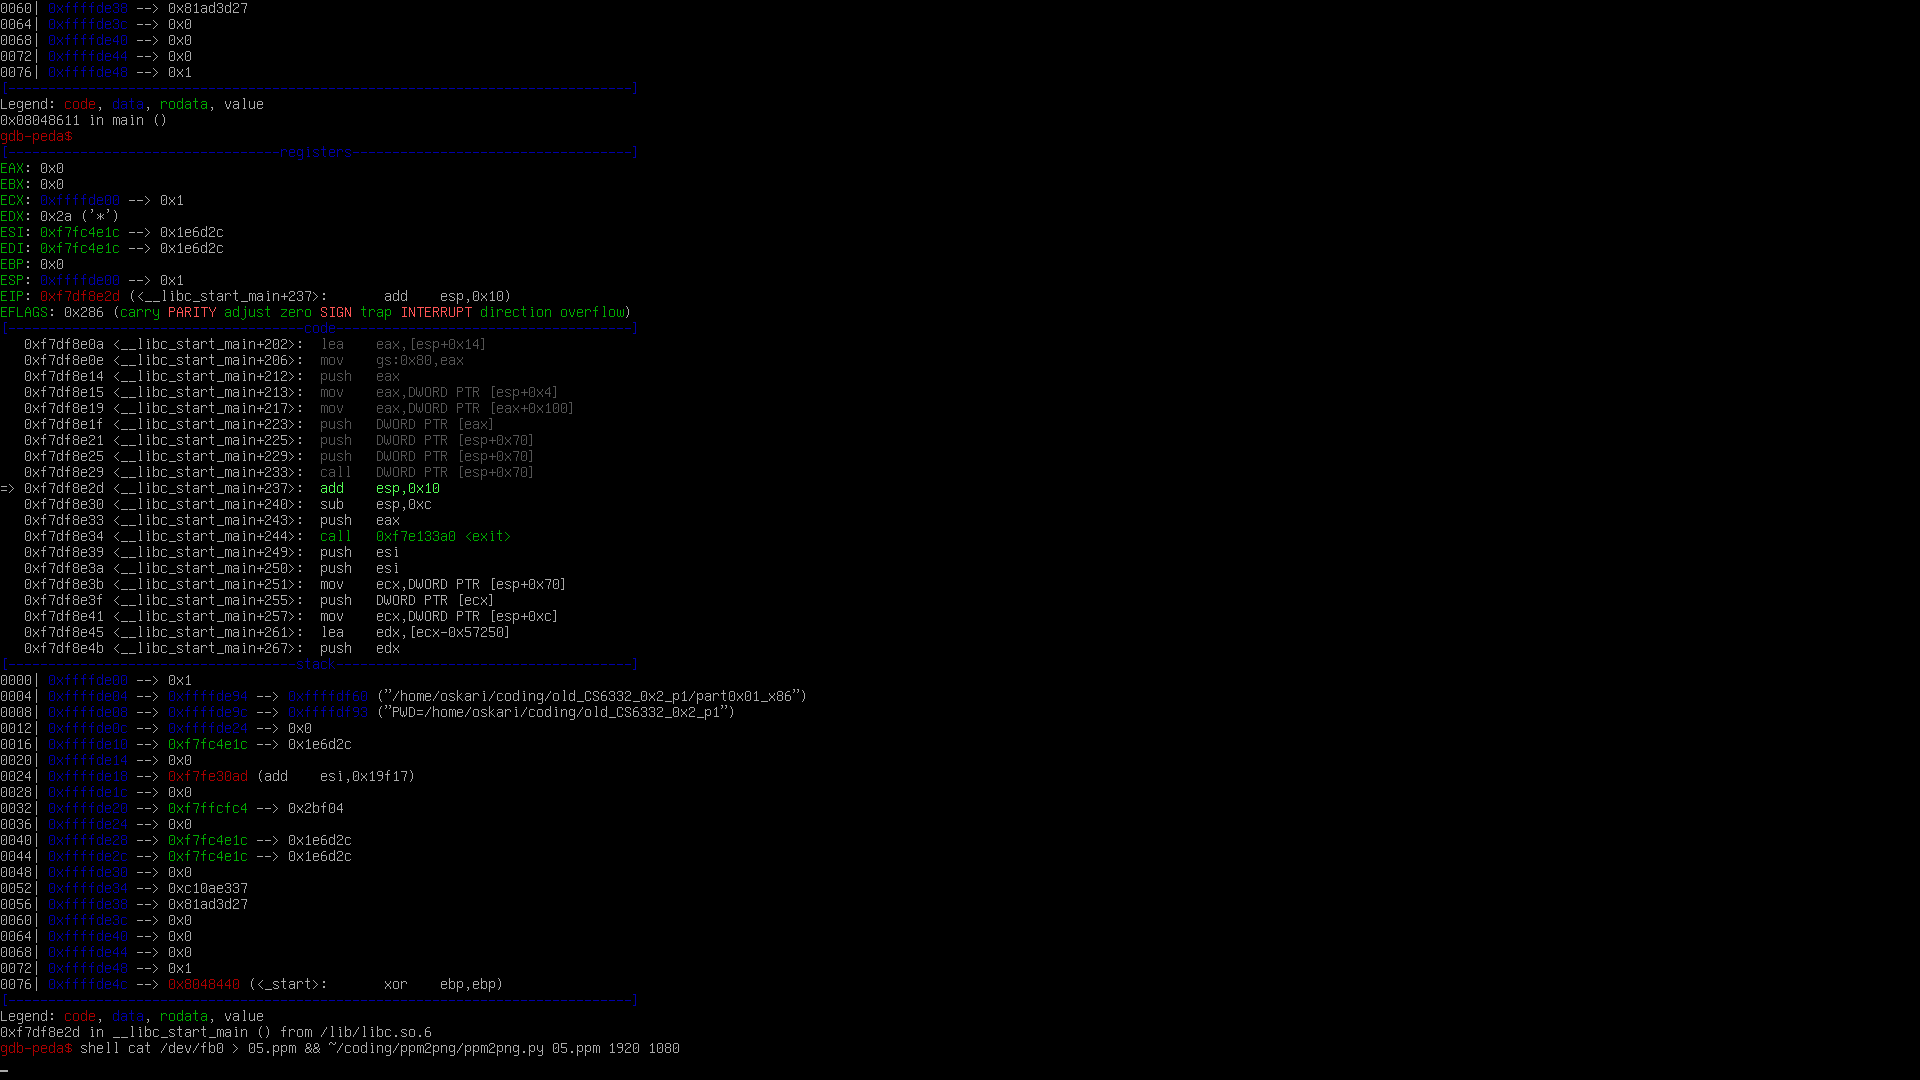 0060| 0xffffde38 --> 0x81ad3d27
0064| 0xffffde3c --> 0x0
0068| 0xffffde40 --> 0x0
0072| 0xffffde44 --> 0x0
0076| 0xffffde48 --> 0x1
[------------------------------------------------------------------------------]
Legend: code, data, rodata, value
0x08048611 in main ()
gdb-peda$
[----------------------------------registers-----------------------------------]
EAX: 0x0
EBX: 0x0
ECX: 0xffffde00 --> 0x1
EDX: 0x2a ('*')
ESI: 0xf7fc4e1c --> 0x1e6d2c
EDI: 0xf7fc4e1c --> 0x1e6d2c
EBP: 0x0
ESP: 0xffffde00 --> 0x1
EIP: 0xf7df8e2d (<__libc_start_main+237>:       add    esp,0x10)
EFLAGS: 0x286 (carry PARITY adjust zero SIGN trap INTERRUPT direction overflow)
[-------------------------------------code-------------------------------------]
   0xf7df8e0a <__libc_start_main+202>:  lea    eax,[esp+0x14]
   0xf7df8e0e <__libc_start_main+206>:  mov    gs:0x80,eax
   0xf7df8e14 <__libc_start_main+212>:  push   eax
   0xf7df8e15 <__libc_start_main+213>:  mov    eax,DWORD PTR [esp+0x4]
   0xf7df8e19 <__libc_start_main+217>:  mov    eax,DWORD PTR [eax+0x100]
   0xf7df8e1f <__libc_start_main+223>:  push   DWORD PTR [eax]
   0xf7df8e21 <__libc_start_main+225>:  push   DWORD PTR [esp+0x70]
   0xf7df8e25 <__libc_start_main+229>:  push   DWORD PTR [esp+0x70]
   0xf7df8e29 <__libc_start_main+233>:  call   DWORD PTR [esp+0x70]
=> 0xf7df8e2d <__libc_start_main+237>:  add    esp,0x10
   0xf7df8e30 <__libc_start_main+240>:  sub    esp,0xc
   0xf7df8e33 <__libc_start_main+243>:  push   eax
   0xf7df8e34 <__libc_start_main+244>:  call   0xf7e133a0 <exit>
   0xf7df8e39 <__libc_start_main+249>:  push   esi
   0xf7df8e3a <__libc_start_main+250>:  push   esi
   0xf7df8e3b <__libc_start_main+251>:  mov    ecx,DWORD PTR [esp+0x70]
   0xf7df8e3f <__libc_start_main+255>:  push   DWORD PTR [ecx]
   0xf7df8e41 <__libc_start_main+257>:  mov    ecx,DWORD PTR [esp+0xc]
   0xf7df8e45 <__libc_start_main+261>:  lea    edx,[ecx-0x57250]
   0xf7df8e4b <__libc_start_main+267>:  push   edx
[------------------------------------stack-------------------------------------]
0000| 0xffffde00 --> 0x1
0004| 0xffffde04 --> 0xffffde94 --> 0xffffdf60 ("/home/oskari/coding/old_CS6332_0x2_p1/part0x01_x86")
0008| 0xffffde08 --> 0xffffde9c --> 0xffffdf93 ("PWD=/home/oskari/coding/old_CS6332_0x2_p1")
0012| 0xffffde0c --> 0xffffde24 --> 0x0
0016| 0xffffde10 --> 0xf7fc4e1c --> 0x1e6d2c
0020| 0xffffde14 --> 0x0
0024| 0xffffde18 --> 0xf7fe30ad (add    esi,0x19f17)
0028| 0xffffde1c --> 0x0
0032| 0xffffde20 --> 0xf7ffcfc4 --> 0x2bf04
0036| 0xffffde24 --> 0x0
0040| 0xffffde28 --> 0xf7fc4e1c --> 0x1e6d2c
0044| 0xffffde2c --> 0xf7fc4e1c --> 0x1e6d2c
0048| 0xffffde30 --> 0x0
0052| 0xffffde34 --> 0xc10ae337
0056| 0xffffde38 --> 0x81ad3d27
0060| 0xffffde3c --> 0x0
0064| 0xffffde40 --> 0x0
0068| 0xffffde44 --> 0x0
0072| 0xffffde48 --> 0x1
0076| 0xffffde4c --> 0x8048440 (<_start>:       xor    ebp,ebp)
[------------------------------------------------------------------------------]
Legend: code, data, rodata, value
0xf7df8e2d in __libc_start_main () from /lib/libc.so.6
gdb-peda$ shell cat /dev/fb0 > 05.ppm && ~/coding/ppm2png/ppm2png.py 05.ppm 1920 1080